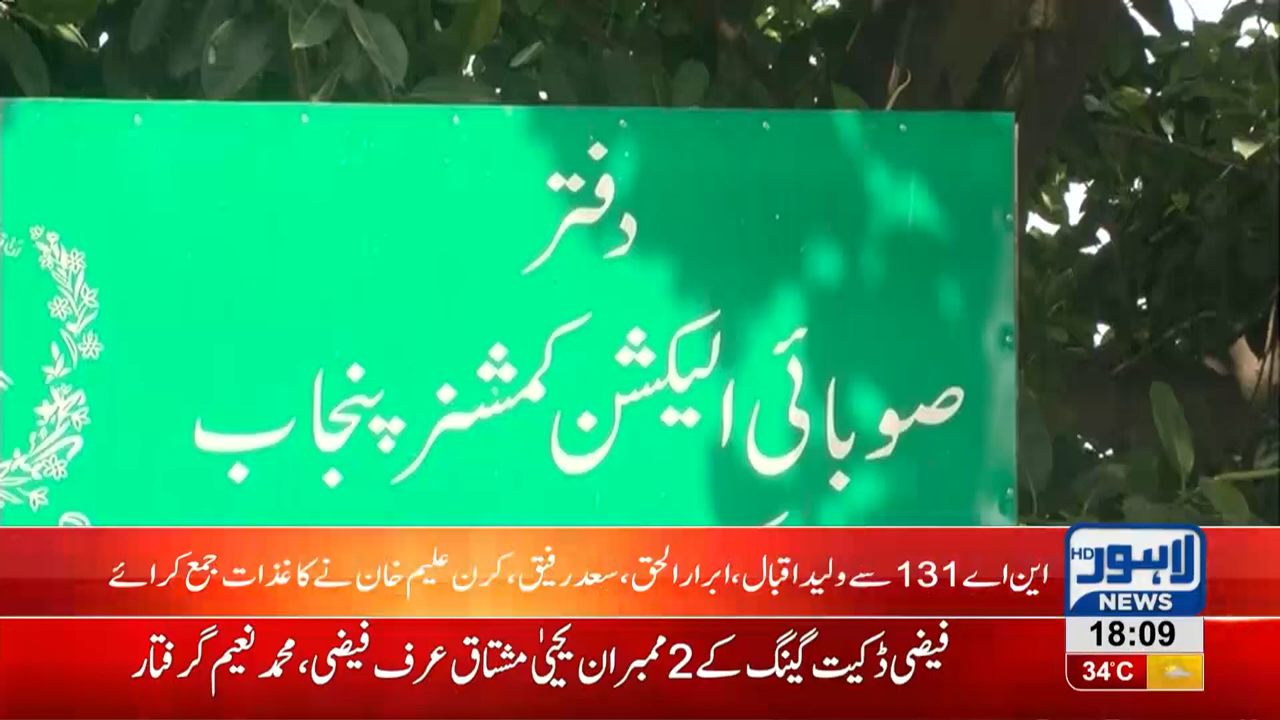 دفتر
صوبائی الیکشن کمشنر پنجاب
این اے 131 سے ولید اقبال، ابرارالحق، سعد رفیق، کرن علیم خان نے کاغذات جمع کرائے
HD لاہور
NEWS
18:09
34°C
فیضی ڈکیت گینگ کے 2 ممبران یحییٰ مشتاق عرف فیضی، محمد نعیم گرفتار